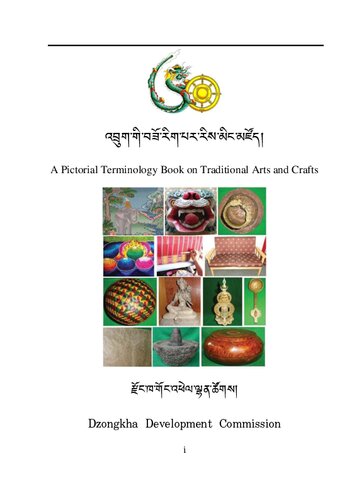 འབྲུག་གི་བཟོ་རིག་པར་རིས་མིང་མཛོད།
A Pictorial Terminology Book on Traditional Arts and Crafts
རྫོང་ཁ་གོང་འཕེལ་ལྷན་ཚོགས།
Dzongkha Development Commission
i